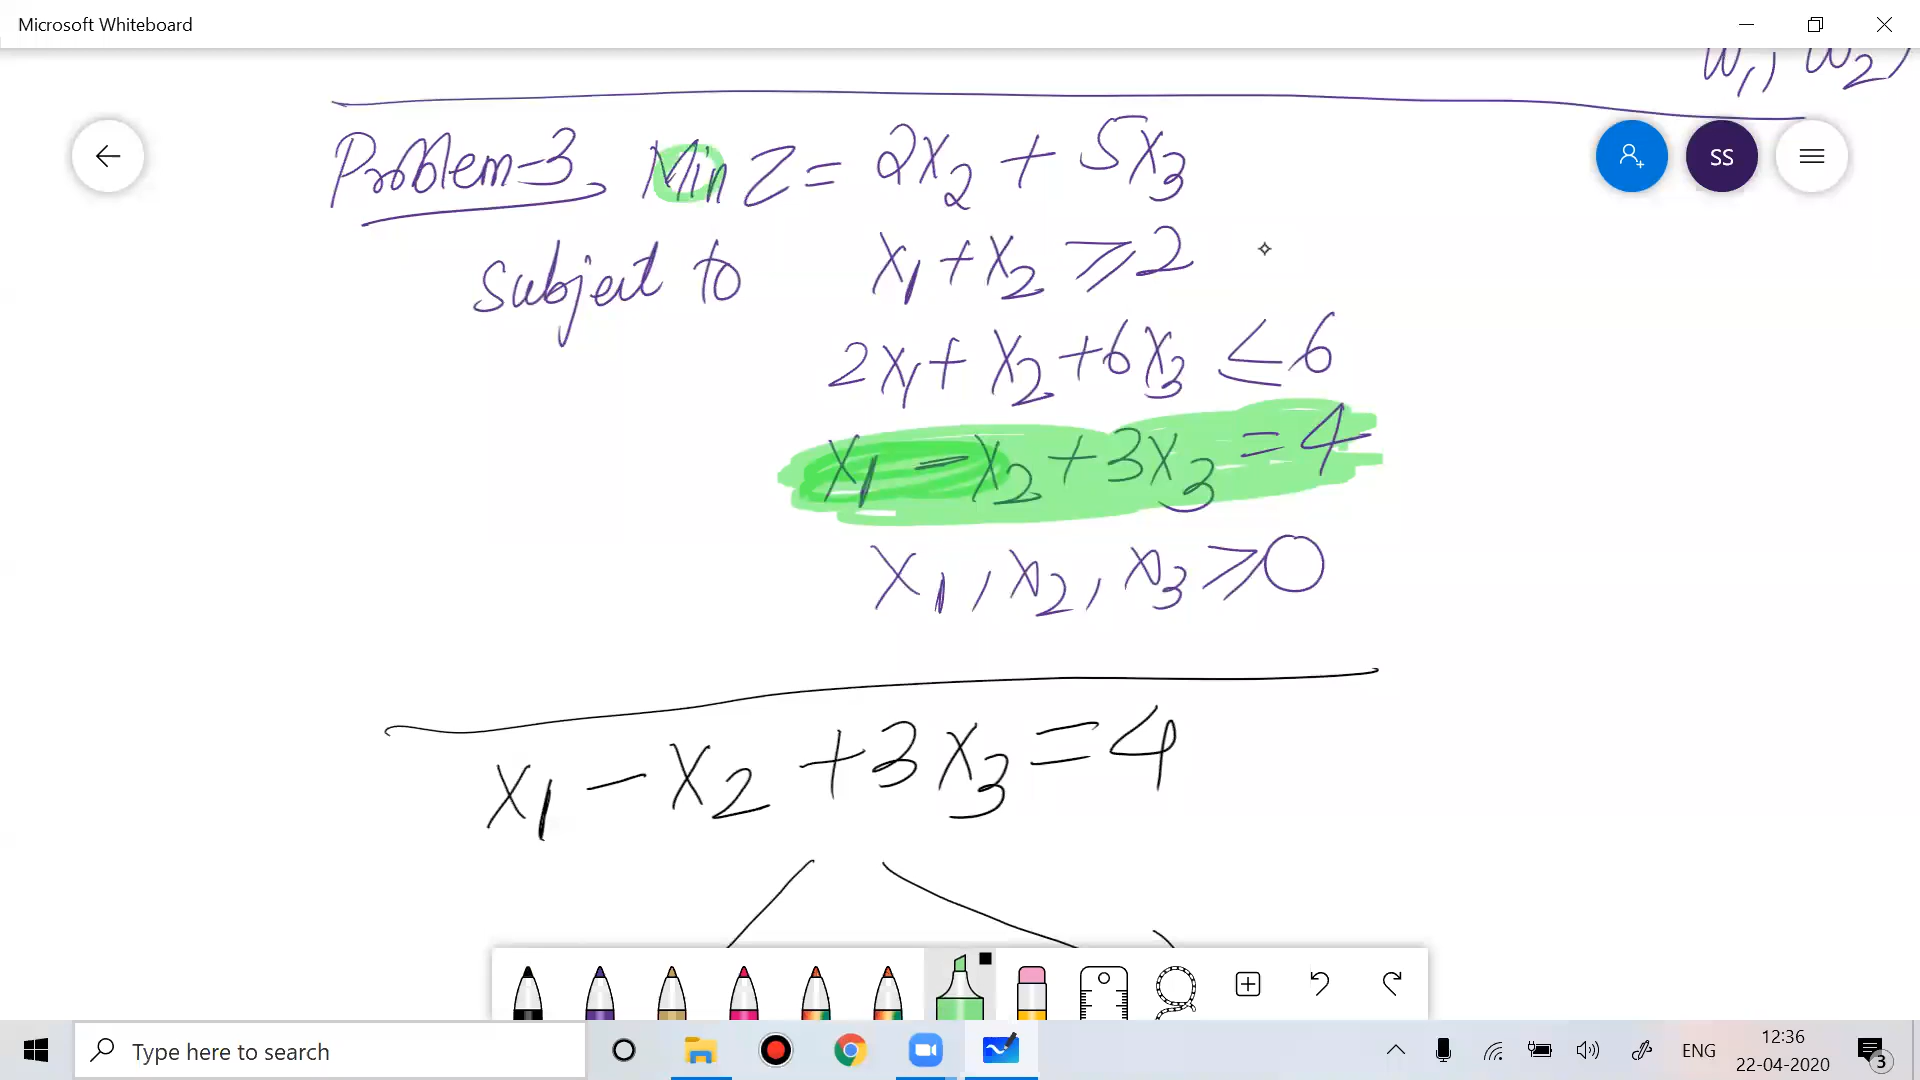 Microsoft Whiteboard
w₁, w₂,
SS
Problem-3, Min Z = 2x₂ + 5x₃
Subject to x₁ + x₂ ≥ 2
2x₁ + x₂ + 6x₃ ≤ 6
x₁ - x₂ + 3x₃ = 4
x₁, x₂, x₃ ≥ 0
x₁ - x₂ + 3x₃ = 4
Type here to search
ENG
12:36
22-04-2020
3